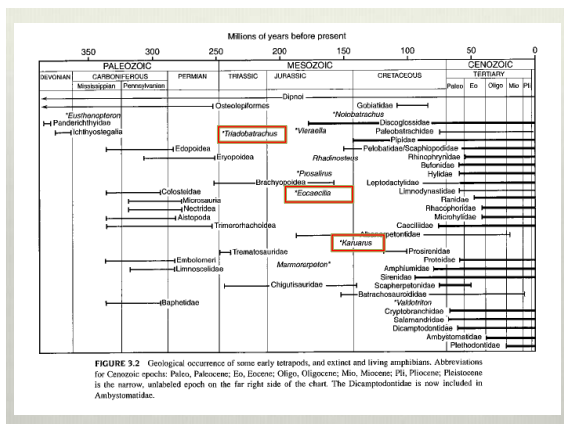 Millions of years before present
350 300 250 200 150 100 50 0
PALEOZOIC MESOZOIC CENOZOIC
DEVONIAN CARBONIFEROUS PERMIAN TRIASSIC JURASSIC CRETACEOUS TERTIARY
Mississippian Pennsylvanian Paleo Eo Oligo Mio Pli
Dipnoi
Osteolepiformes Gobiatidae
*Eusthenopteron *Notobatrachus
Panderichthyidae Discoglossidae
Ichthyostegalia *Triadobatrachus *Vieraella Paleobatrachidae
Pipidae
Edopoidea Pelobatidae/Scaphiopodidae
Eryopoidea Rhadinosteus Rhinophrynidae
Bufonidae
*Prosalirus Hylidae
Brachyopoidea Leptodactylidae
Colosteidae *Eocaecilia Limnodynastidae
Microsauria Ranidae
Nectridea Rhacophoridae
Aistopoda Microhylidae
Trimerorhachoidea Caeciliidae
*Karuarus
Trematosauridae Prosirenidae
Embolomeri Marmorerpeton* Proteidae
Limnoscelidae Amphiumidae
Sirenidae
Chigutisauridae Scapherpetonidae
Batrachosauroididae
Baphetidae *Valdotriton
Cryptobranchidae
Salamandridae
Dicamptodontidae
Ambystomatidae
Plethodontidae
FIGURE 3.2 Geological occurrence of some early tetrapods, and extinct and living amphibians. Abbreviations
for Cenozoic epochs: Paleo, Paleocene; Eo, Eocene; Oligo, Oligocene; Mio, Miocene; Pli, Pliocene; Pleistocene
is the narrow, unlabeled epoch on the far right side of the chart. The Dicamptodontidae is now included in
Ambystomatidae.